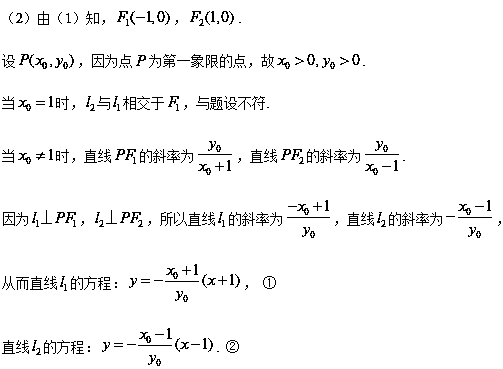 （2）由（1）知，F₁(-1,0)，F₂(1,0)．
设P(x₀,y₀)，因为点P为第一象限的点，故x₀>0,y₀>0．
当x₀=1时，l₂与l₁相交于F₁，与题设不符．
当x₀≠1时，直线PF₁的斜率为y₀/(x₀+1)，直线PF₂的斜率为y₀/(x₀-1)．
因为l₁⊥PF₁，l₂⊥PF₂，所以直线l₁的斜率为(-x₀+1)/y₀，直线l₂的斜率为-(x₀-1)/y₀，
从而直线l₁的方程：y=-(x₀+1)/y₀(x+1)， ①
直线l₂的方程：y=-(x₀-1)/y₀(x-1)． ②